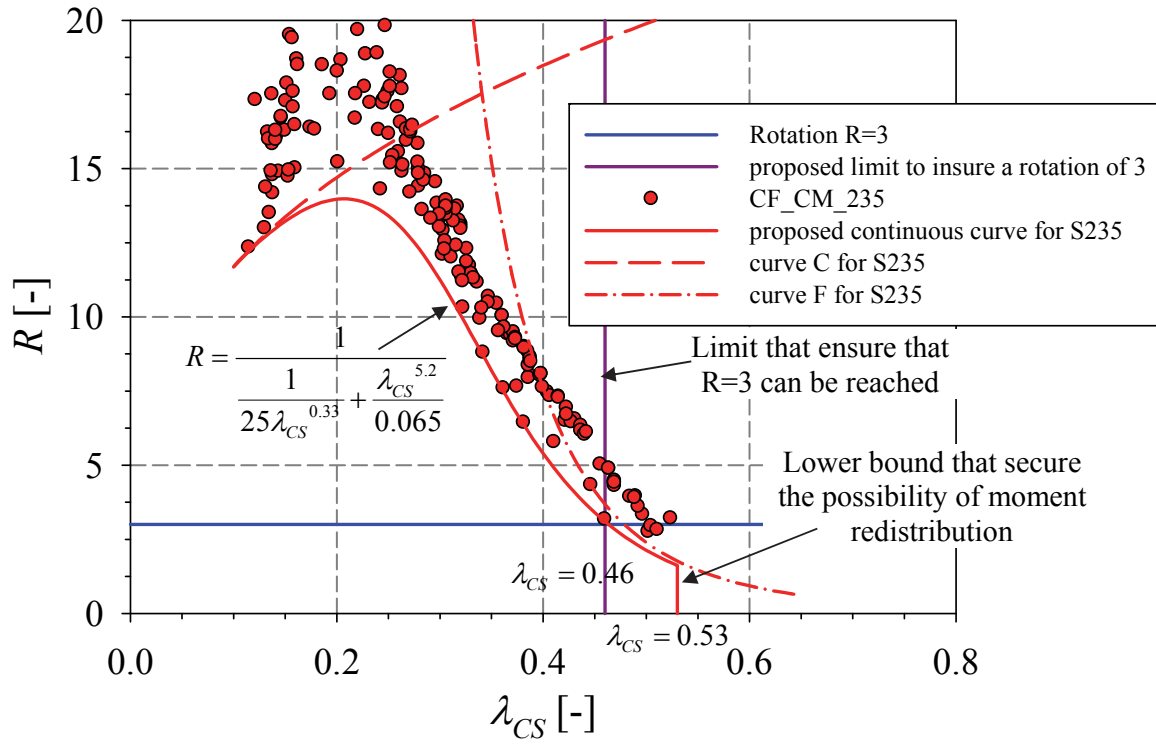 20
15
10
5
0
R [-]
0.0
0.2
0.4
0.6
0.8
λCS [-]
Rotation R=3
proposed limit to insure a rotation of 3
CF_CM_235
proposed continuous curve for S235
curve C for S235
curve F for S235
R = 1 / (1 / 25λCS^0.33 + λCS^5.2 / 0.065)
Limit that ensure that
R=3 can be reached
Lower bound that secure
the possibility of moment
redistribution
λCS = 0.46
λCS = 0.53